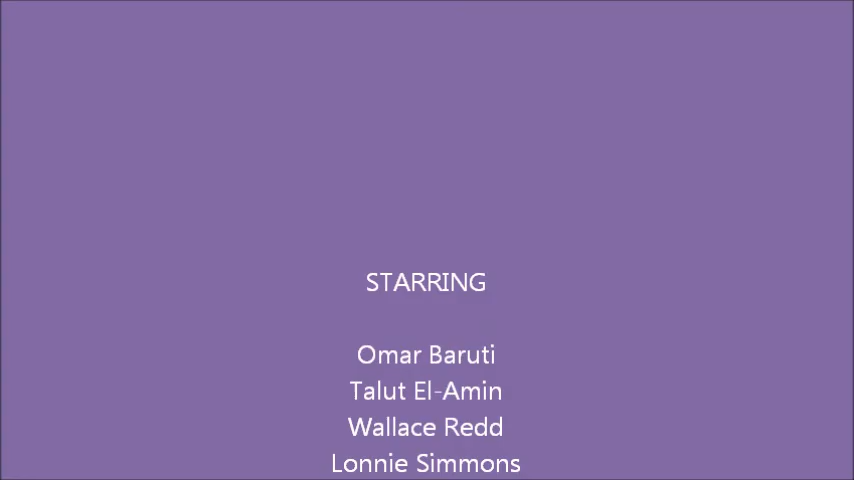 STARRING
Omar Baruti
Talut El-Amin
Wallace Redd
Lonnie Simmons